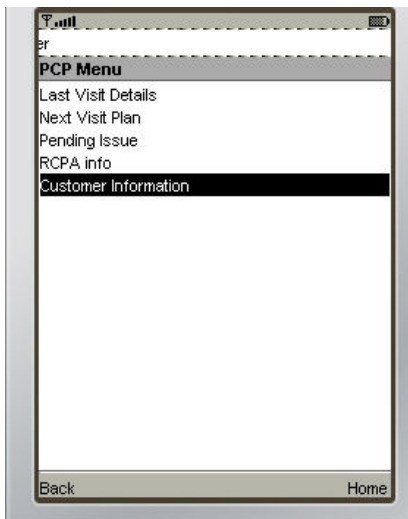 er
PCP Menu
Last Visit Details
Next Visit Plan
Pending Issue
RCPA info
Customer Information
Back Home